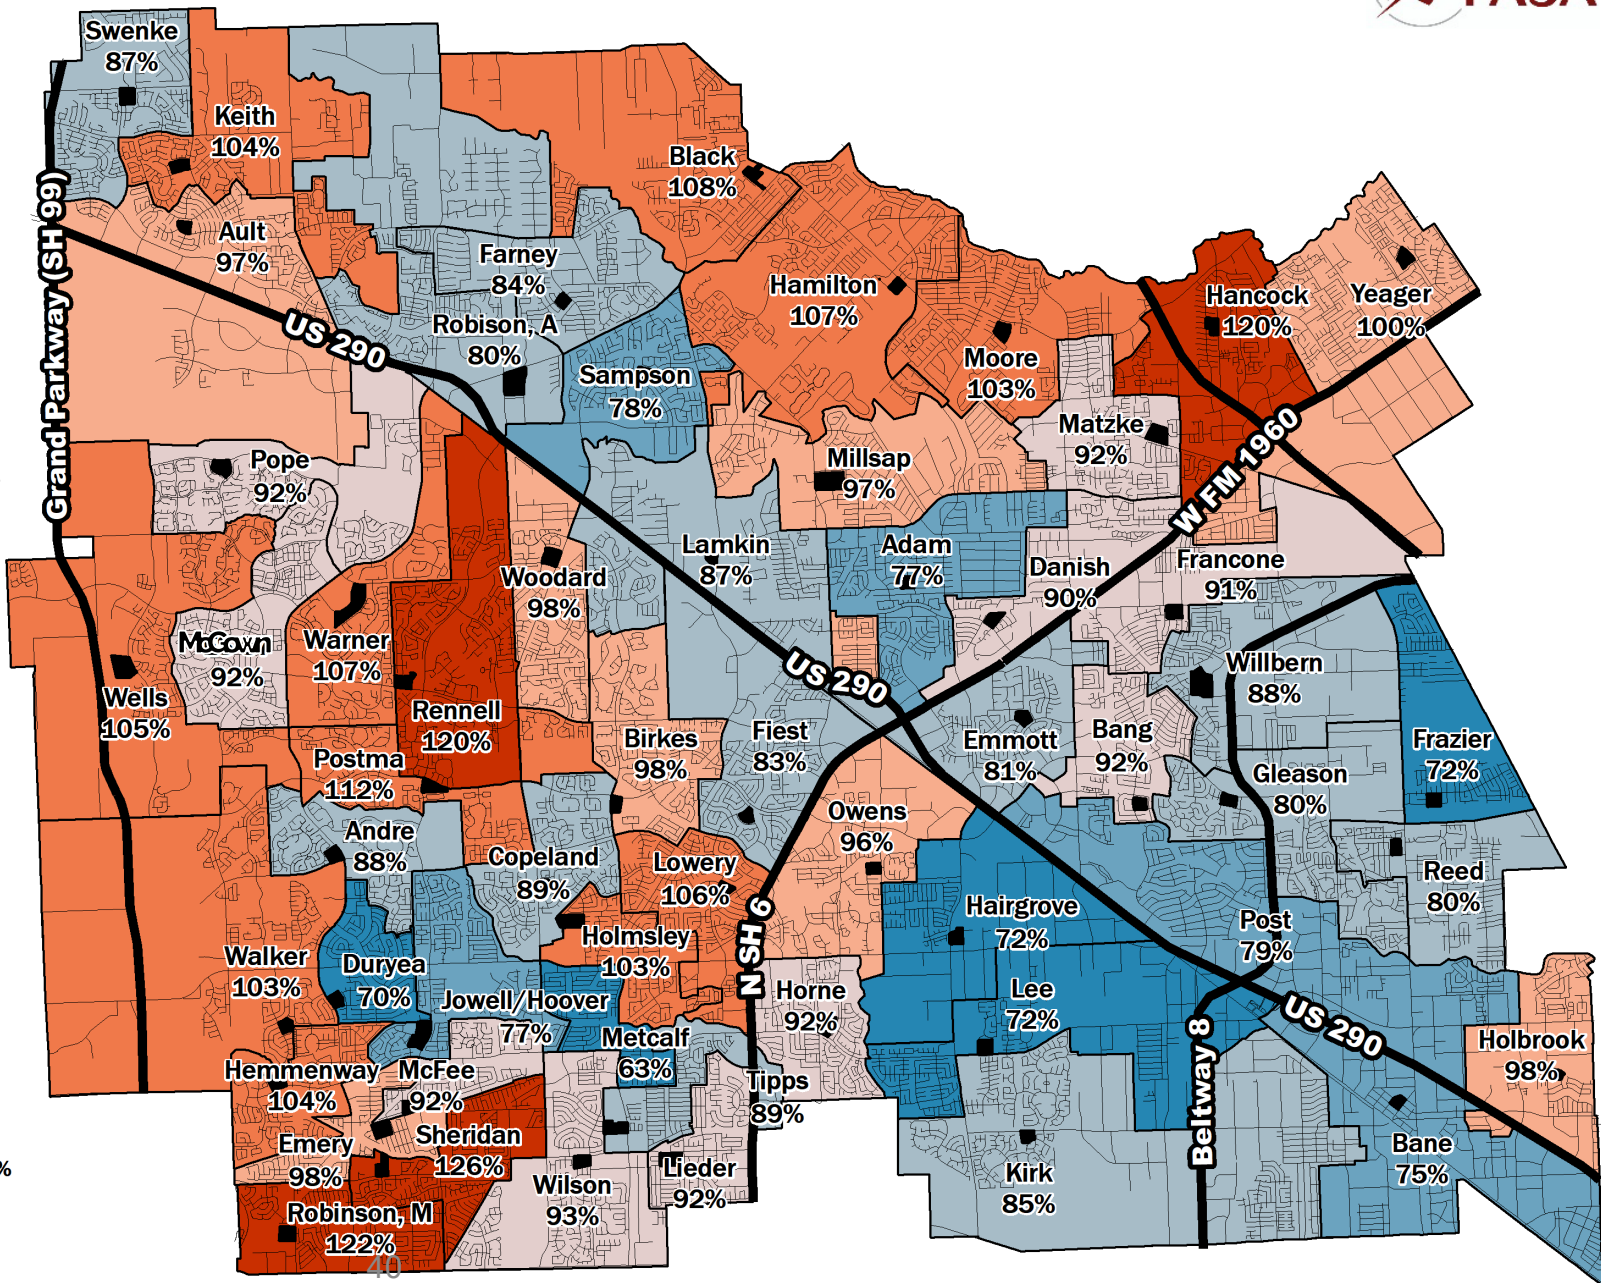 PASA
Swenke
87%
Keith
104%
Black
108%
Ault
97%
Farney
84%
Hamilton
107%
Hancock
120%
Yeager
100%
Grand Parkway (SH 99)
US 290
Robison, A
80%
Sampson
78%
Moore
103%
Matzke
92%
W FM 1960
Pope
92%
Millsap
97%
Woodard
98%
Lamkin
87%
Adam
77%
Danish
90%
Francone
91%
McCown
92%
Warner
107%
Wells
105%
Rennell
120%
US 290
Willbern
88%
Postma
112%
Birkes
98%
Fiest
83%
Emmott
81%
Bang
92%
Frazier
72%
Gleason
80%
Andre
88%
Copeland
89%
Lowery
106%
Owens
96%
Reed
80%
Hairgrove
72%
Post
79%
Holmsley
103%
N SH 6
Walker
103%
Duryea
70%
Jowell/Hoover
77%
Horne
92%
Lee
72%
US 290
Metcalf
63%
Holbrook
98%
Hemmenway
104%
McFee
92%
Tipps
89%
Beltway 8
Emery
98%
Sheridan
126%
Wilson
93%
Lieder
92%
Kirk
85%
Bane
75%
%
Robinson, M
122%
40